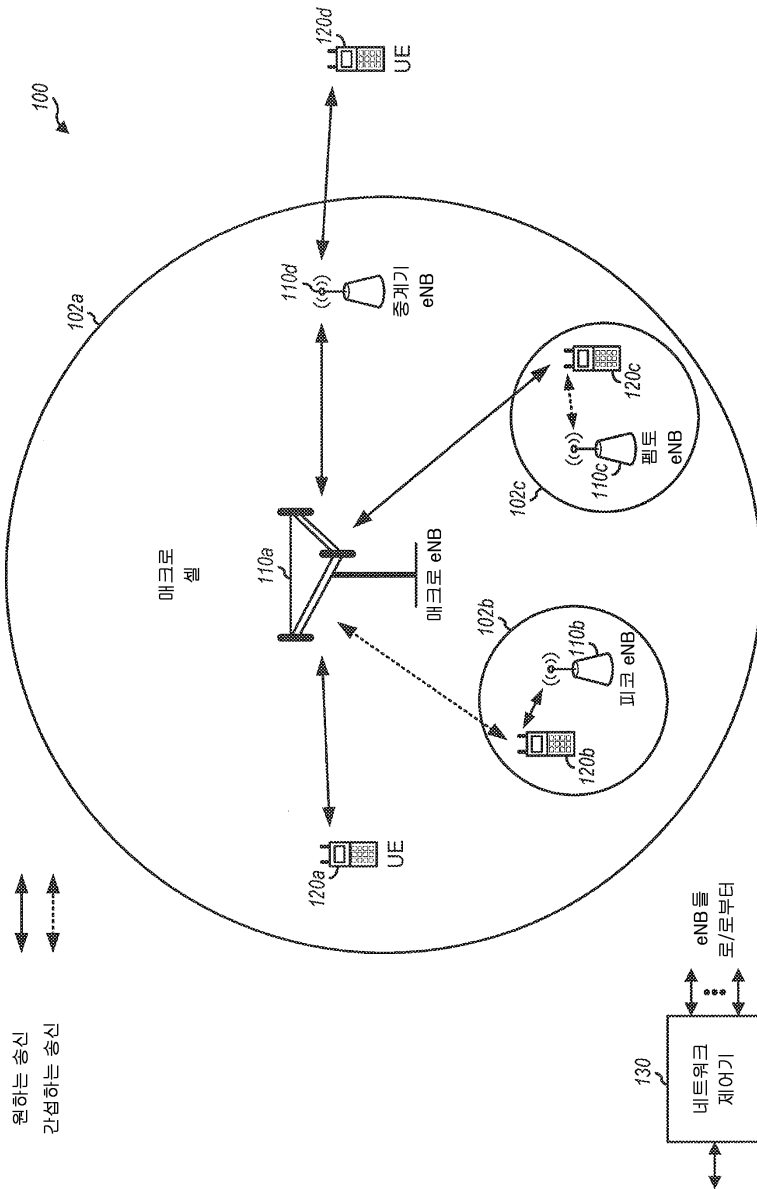 원하는 송신
간섭하는 송신
100
102a
매크로
셀
110a
매크로 eNB
120a
UE
110d
중계기
eNB
120d
UE
102b
110b
피코 eNB
120b
102c
110c
펨토
eNB
120c
130
네트워크
제어기
eNB 들
로/로부터